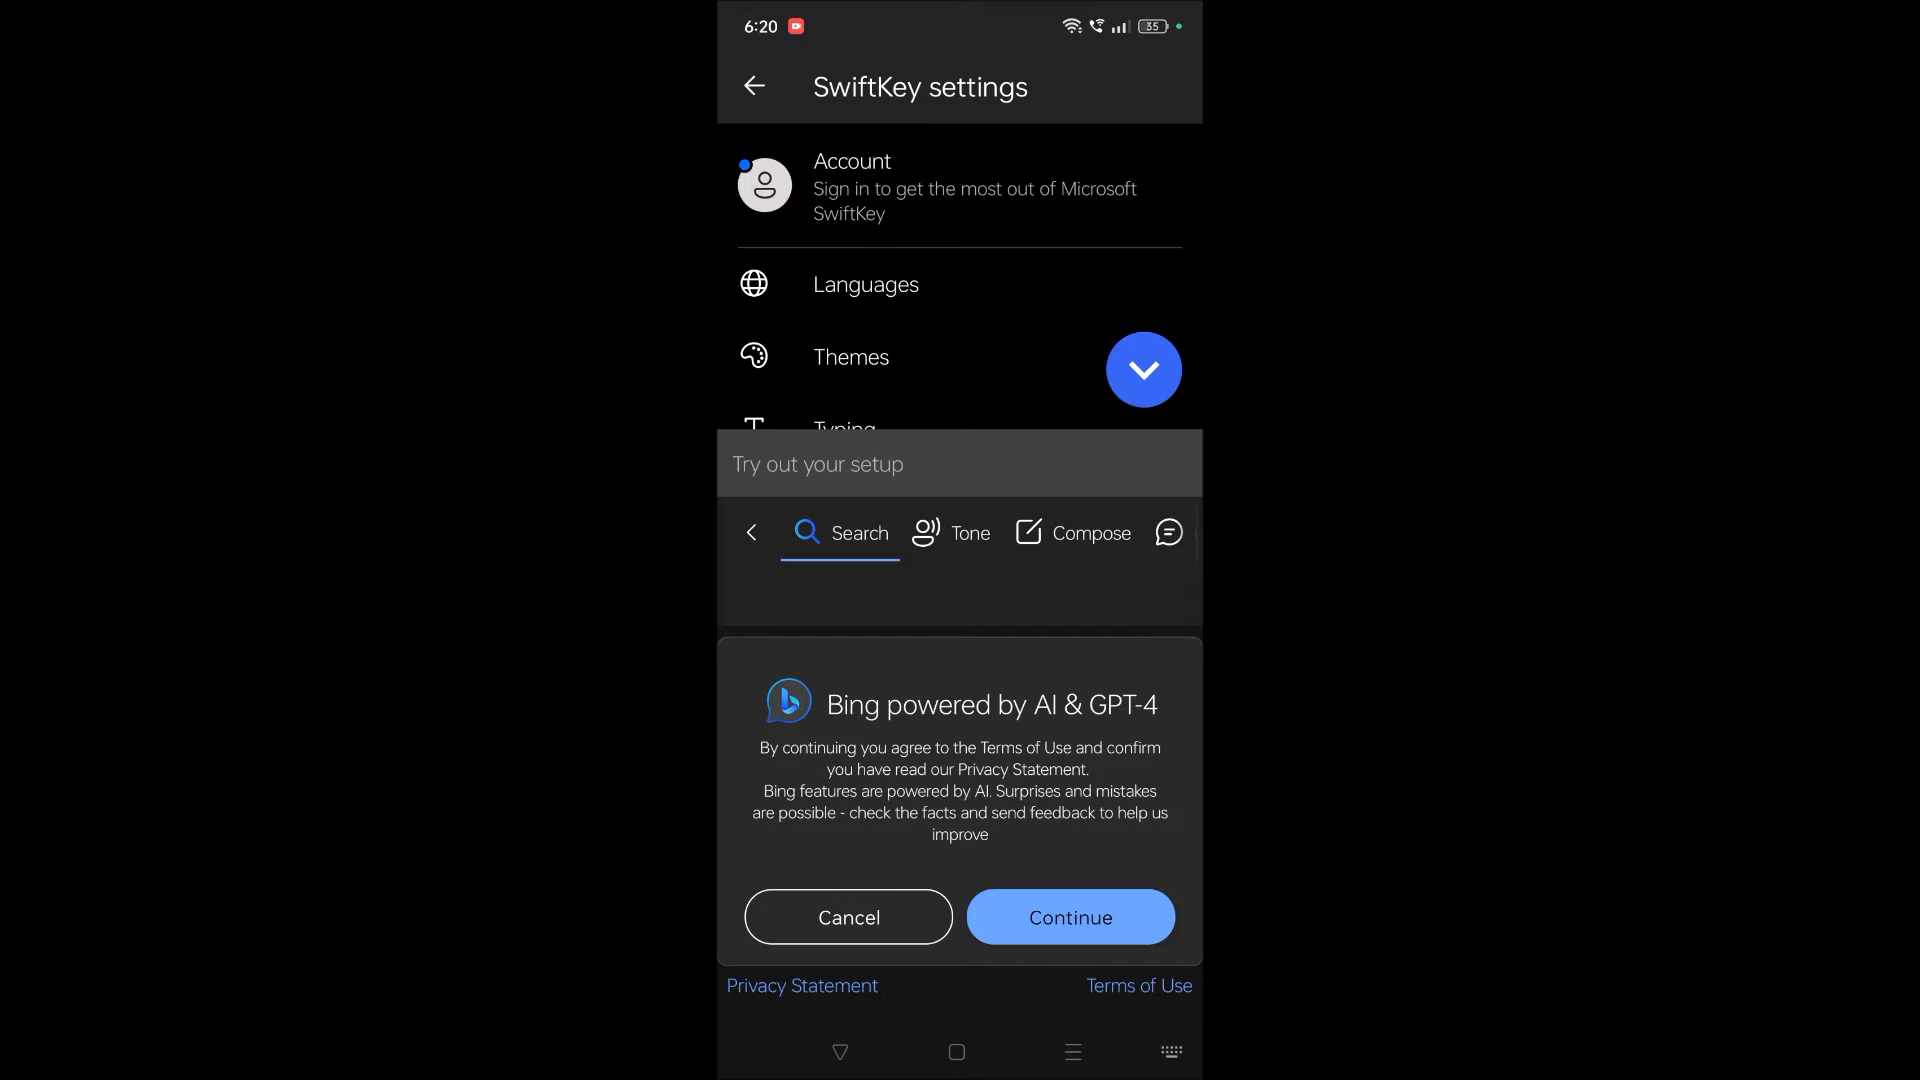 6:20
35
SwiftKey settings
Account
Sign in to get the most out of Microsoft
SwiftKey
Languages
Themes
Typing
Try out your setup
Search
Tone
Compose
Bing powered by AI & GPT-4
By continuing you agree to the Terms of Use and confirm
you have read our Privacy Statement.
Bing features are powered by AI. Surprises and mistakes
are possible - check the facts and send feedback to help us
improve
Cancel
Continue
Privacy Statement
Terms of Use